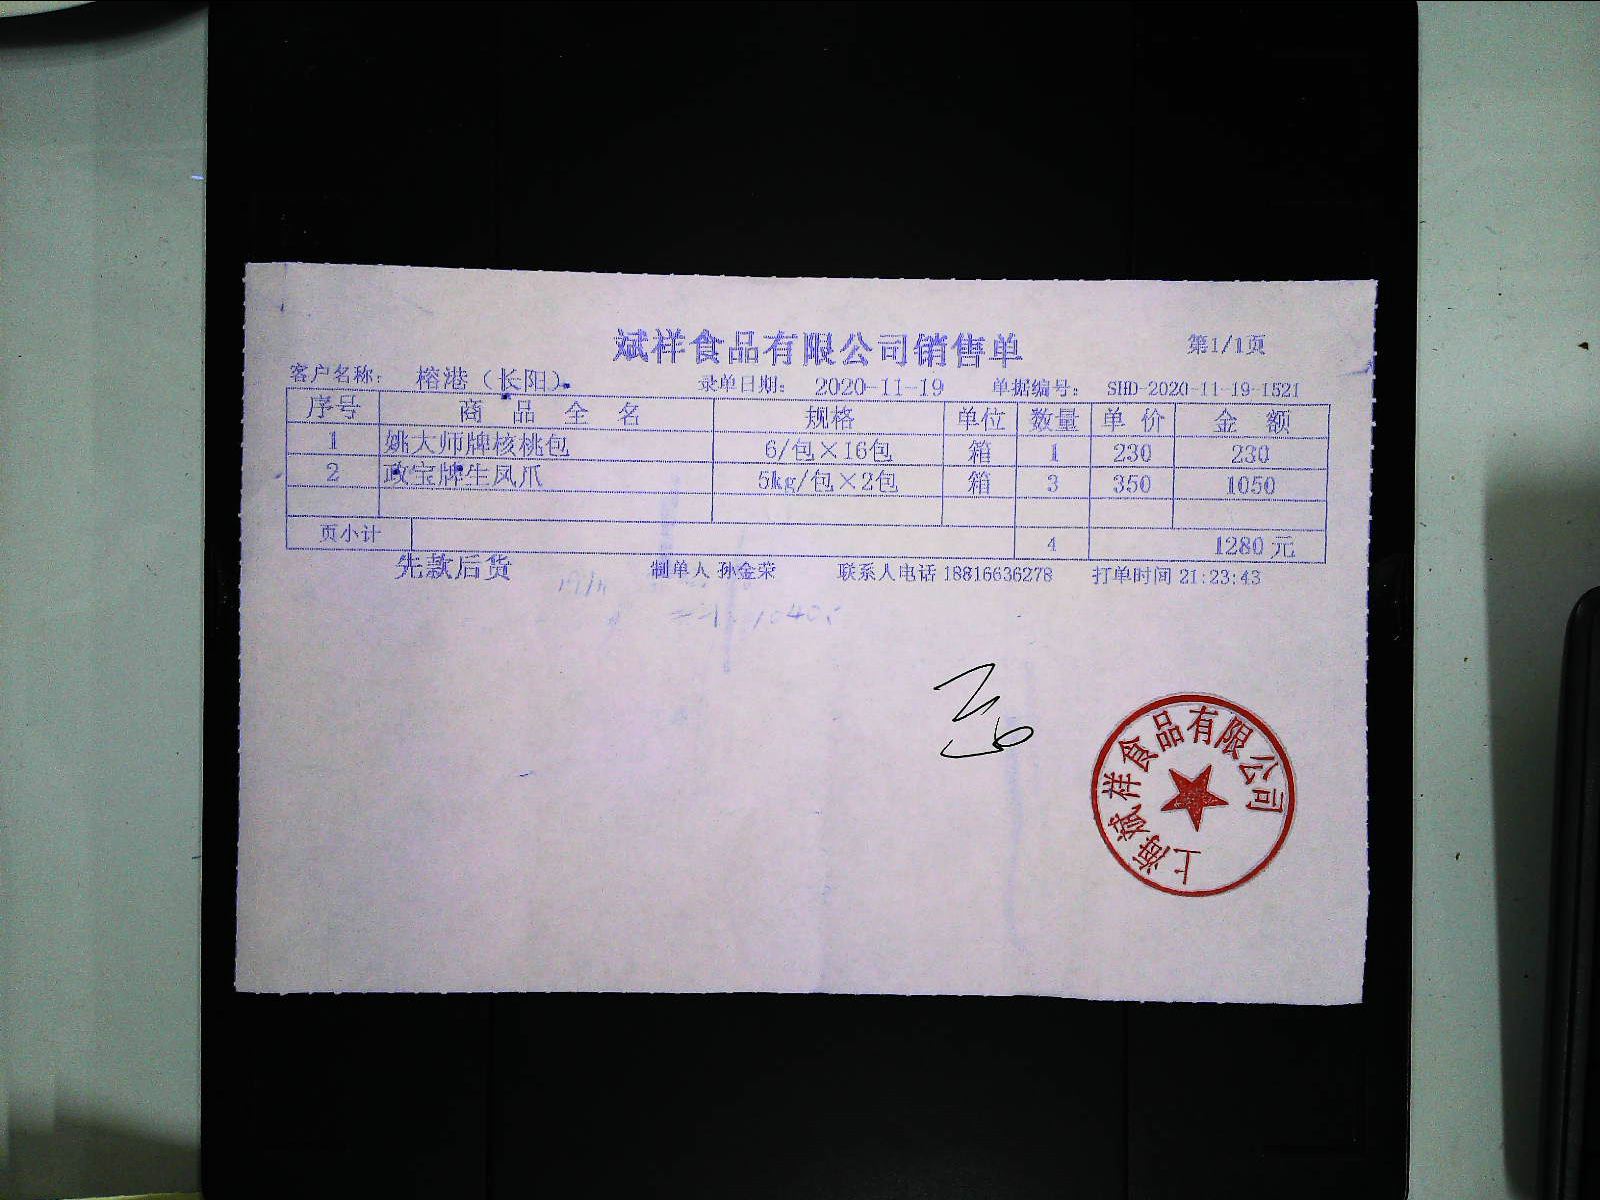 斌祥食品有限公司销售单 第1/1页
客户名称: 榕港（长阳） 录单日期: 2020-11-19 单据编号: SHD-2020-11-19-1521
序号 商 品 全 名 规格 单位 数量 单 价 金 额
1 姚大师牌核桃包 6/包×16包 箱 1 230 230
2 政宝牌生凤爪 5kg/包×2包 箱 3 350 1050
页小计 4 1280 元
先款后货 制单人 孙金荣 联系人电话 18816636278 打单时间 21:23:43
上海斌祥食品有限公司